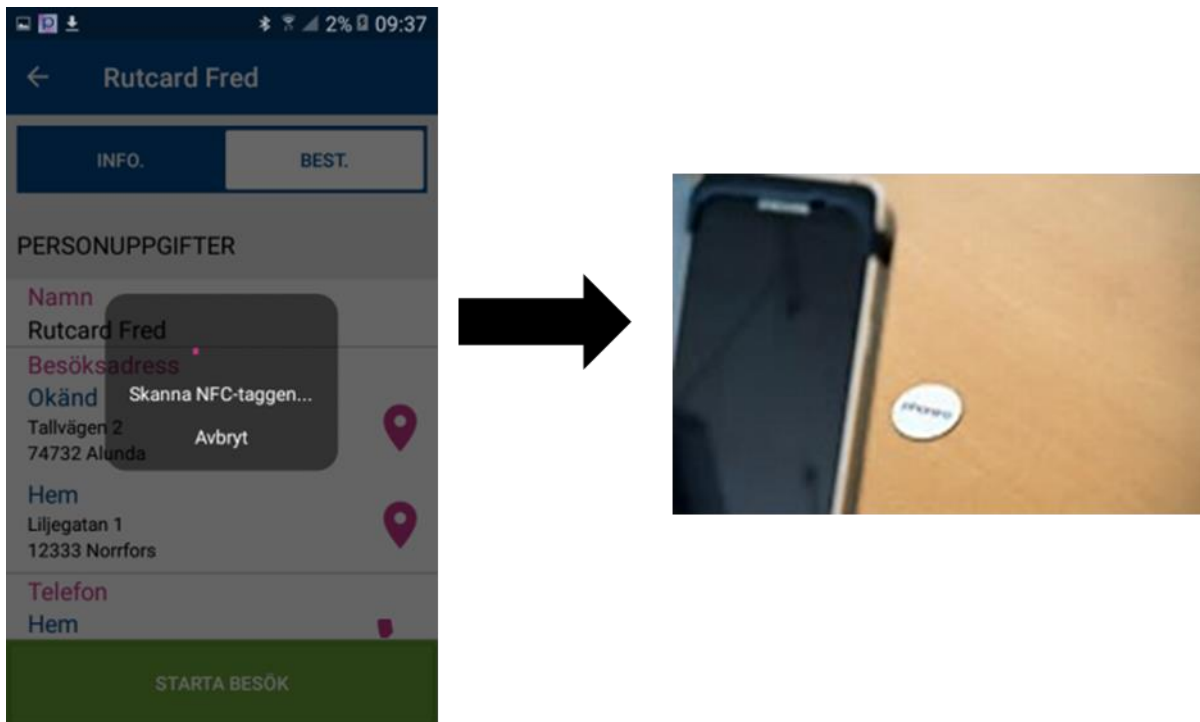 2% 09:37
Rutcard Fred
INFO.
BEST.
PERSONUPPGIFTER
Namn
Rutcard Fred
Besöksadress
Okänd
Tallvägen 2
74732 Alunda
Skanna NFC-taggen...
Avbryt
Hem
Liljegatan 1
12333 Norrfors
Telefon
Hem
STARTA BESÖK
phoniro